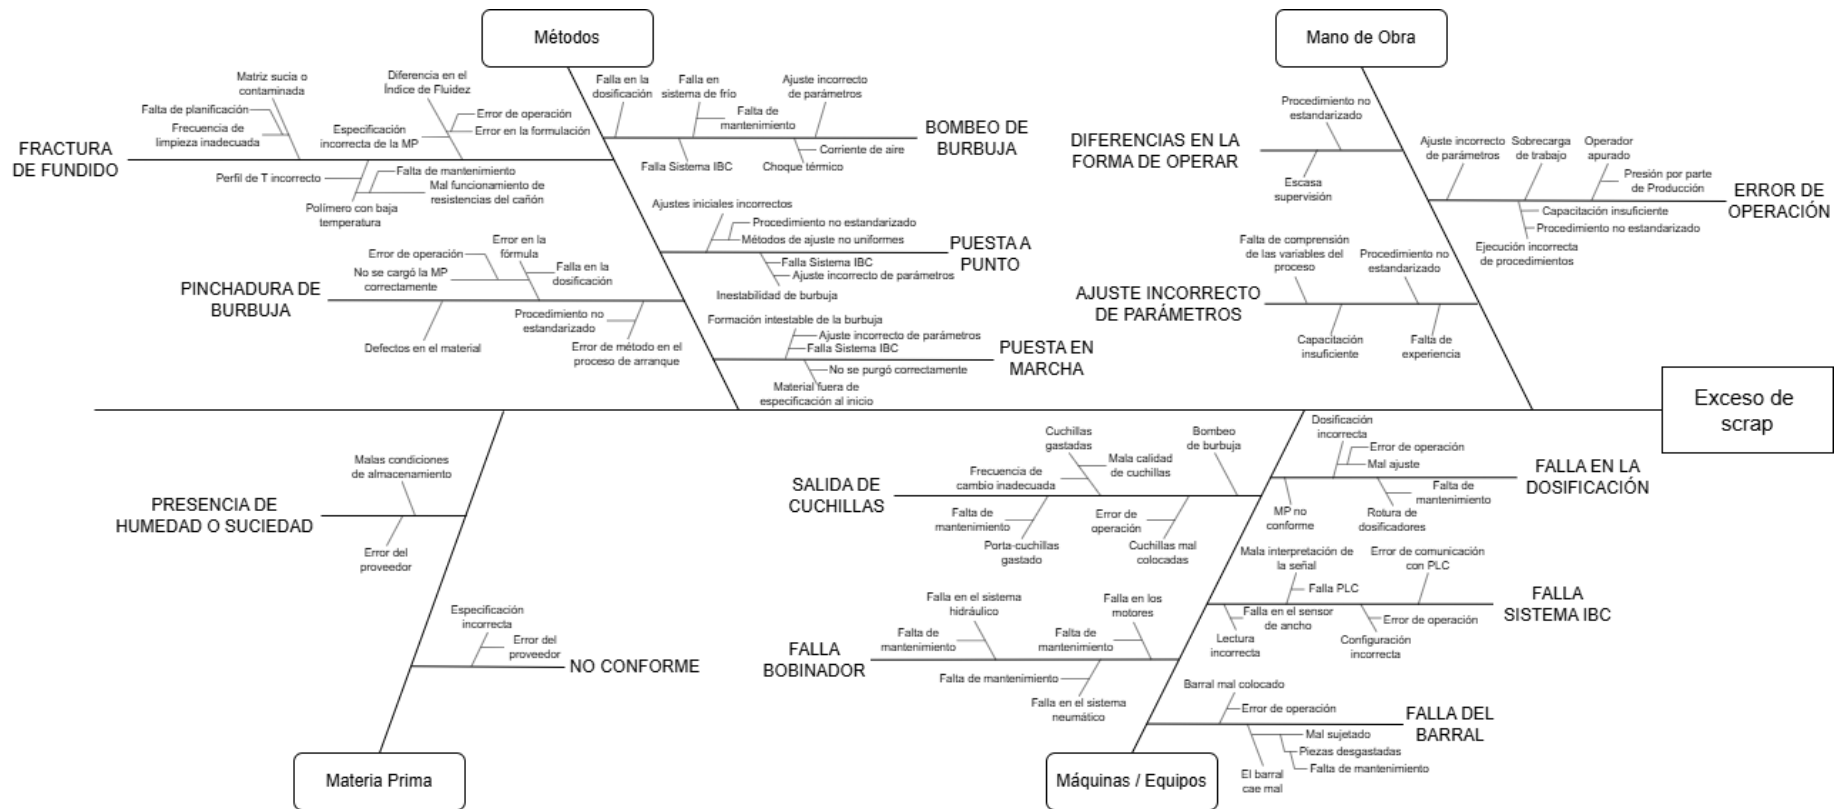 Métodos
Mano de Obra
Matriz sucia o
contaminada
Falta de planificación
Frecuencia de
limpieza inadecuada
Diferencia en el
Índice de Fluidez
Error de operación
Error en la formulación
Especificación
incorrecta de la MP
FRACTURA
DE FUNDIDO
Perfil de T incorrecto
Falta de mantenimiento
Mal funcionamiento de
resistencias del cañón
Polímero con baja
temperatura
Falla en la
dosificación
Falla en
sistema de frío
Falta de
mantenimiento
Ajuste incorrecto
de parámetros
BOMBEO DE
BURBUJA
Falla Sistema IBC
Corriente de aire
Choque térmico
Ajustes iniciales incorrectos
Procedimiento no estandarizado
Métodos de ajuste no uniformes
PUESTA A
PUNTO
Falla Sistema IBC
Ajuste incorrecto de parámetros
Inestabilidad de burbuja
Error de operación
No se cargó la MP
correctamente
Error en la
fórmula
Falla en la
dosificación
PINCHADURA DE
BURBUJA
Procedimiento no
estandarizado
Defectos en el material
Error de método en el
proceso de arranque
Formación intestable de la burbuja
Ajuste incorrecto de parámetros
Falla Sistema IBC
PUESTA EN
MARCHA
No se purgó correctamente
Material fuera de
especificación al inicio
Procedimiento no
estandarizado
DIFERENCIAS EN LA
FORMA DE OPERAR
Escasa
supervisión
Ajuste incorrecto
de parámetros
Sobrecarga
de trabajo
Operador
apurado
Presión por parte
de Producción
ERROR DE
OPERACIÓN
Capacitación insuficiente
Procedimiento no estandarizado
Ejecución incorrecta
de procedimientos
Falta de comprensión
de las variables del
proceso
Procedimiento no
estandarizado
AJUSTE INCORRECTO
DE PARÁMETROS
Capacitación
insuficiente
Falta de
experiencia
Exceso de
scrap
Malas condiciones
de almacenamiento
PRESENCIA DE
HUMEDAD O SUCIEDAD
Error del
proveedor
Especificación
incorrecta
Error del
proveedor
NO CONFORME
Materia Prima
Cuchillas
gastadas
Mala calidad
de cuchillas
Frecuencia de
cambio inadecuada
Bombeo
de burbuja
SALIDA DE
CUCHILLAS
Falta de
mantenimiento
Porta-cuchillas
gastado
Error de
operación
Cuchillas mal
colocadas
Dosificación
incorrecta
Error de operación
Mal ajuste
FALLA EN LA
DOSIFICACIÓN
MP no
conforme
Falta de
mantenimiento
Rotura de
dosificadores
Mala interpretación de
la señal
Falla PLC
Error de comunicación
con PLC
FALLA
SISTEMA IBC
Falla en el sensor
de ancho
Lectura
incorrecta
Error de operación
Configuración
incorrecta
Falla en el sistema
hidráulico
Falta de
mantenimiento
Falla en los
motores
Falta de
mantenimiento
FALLA
BOBINADOR
Falta de mantenimiento
Falla en el sistema
neumático
Barral mal colocado
Error de operación
FALLA DEL
BARRAL
Mal sujetado
Piezas desgastadas
Falta de mantenimiento
El barral
cae mal
Máquinas / Equipos